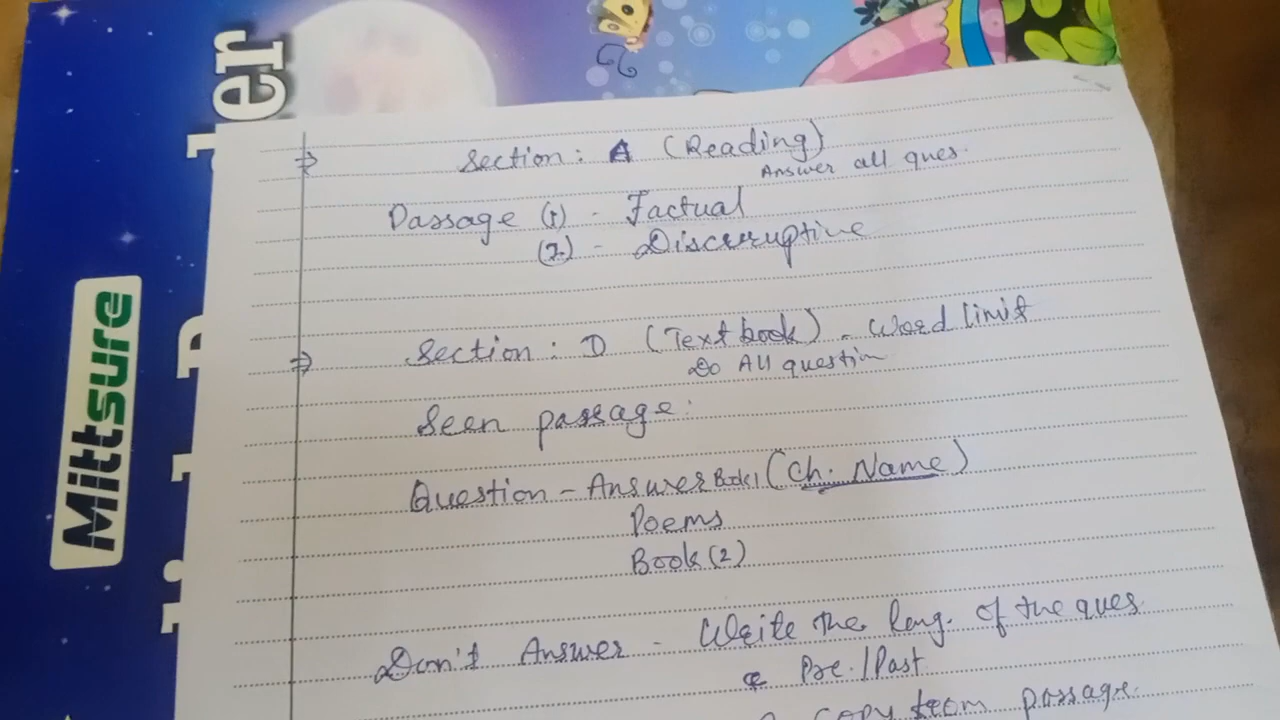 er
Mittsure
⇒ Section: A (Reading)
Answer all ques.
Passage (1) - Factual
(2) - Discruptive
⇒ Section: D (Text book) - Word limit
Do All question
Seen passage:
Question - Answer Book1 (Ch. Name)
Poems
Book (2)
Don't Answer - Write the lang. of the ques.
Pre./Past
copy from passage.